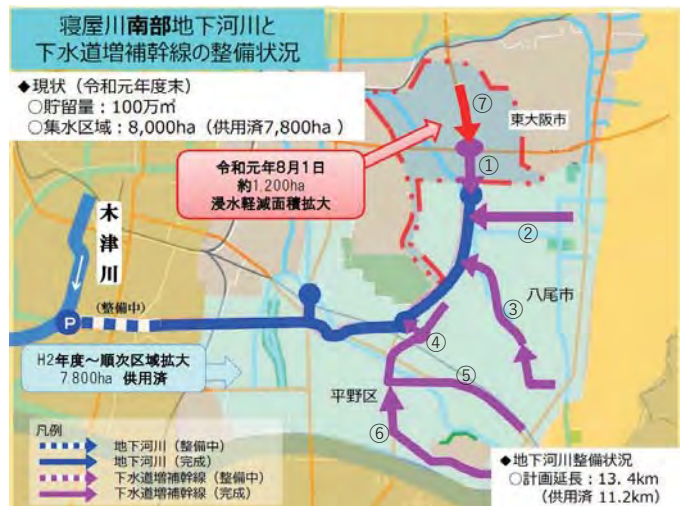 寝屋川南部地下河川と
下水道増補幹線の整備状況
◆現状（令和元年度末）
○貯留量：100万㎥
○集水区域：8,000ha（供用済7,800ha）
⑦
東大阪市
①
令和元年8月1日
約1,200ha
浸水軽減面積拡大
②
木津川
③
八尾市
(整備中)
P
④
H2年度～順次区域拡大
7,800ha 供用済
⑤
平野区
⑥
凡例
地下河川（整備中）
地下河川（完成）
下水道増補幹線（整備中）
下水道増補幹線（完成）
◆地下河川整備状況
○計画延長：13.4km
（供用済 11.2km）